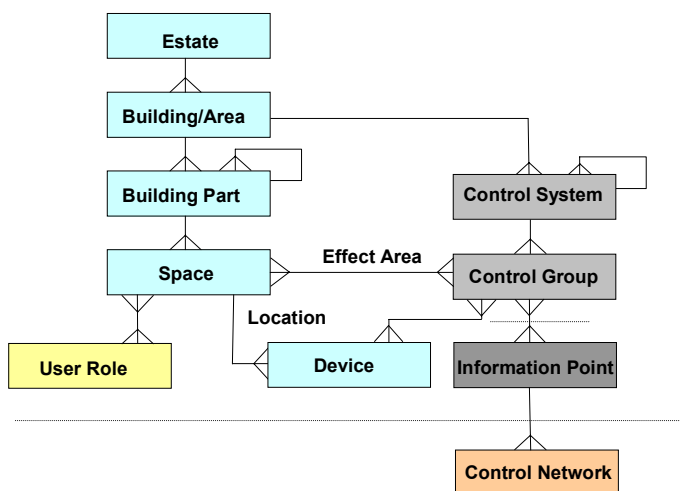 Estate
Building/Area
Building Part
Control System
Effect Area
Space
Control Group
Location
User Role
Device
Information Point
Control Network